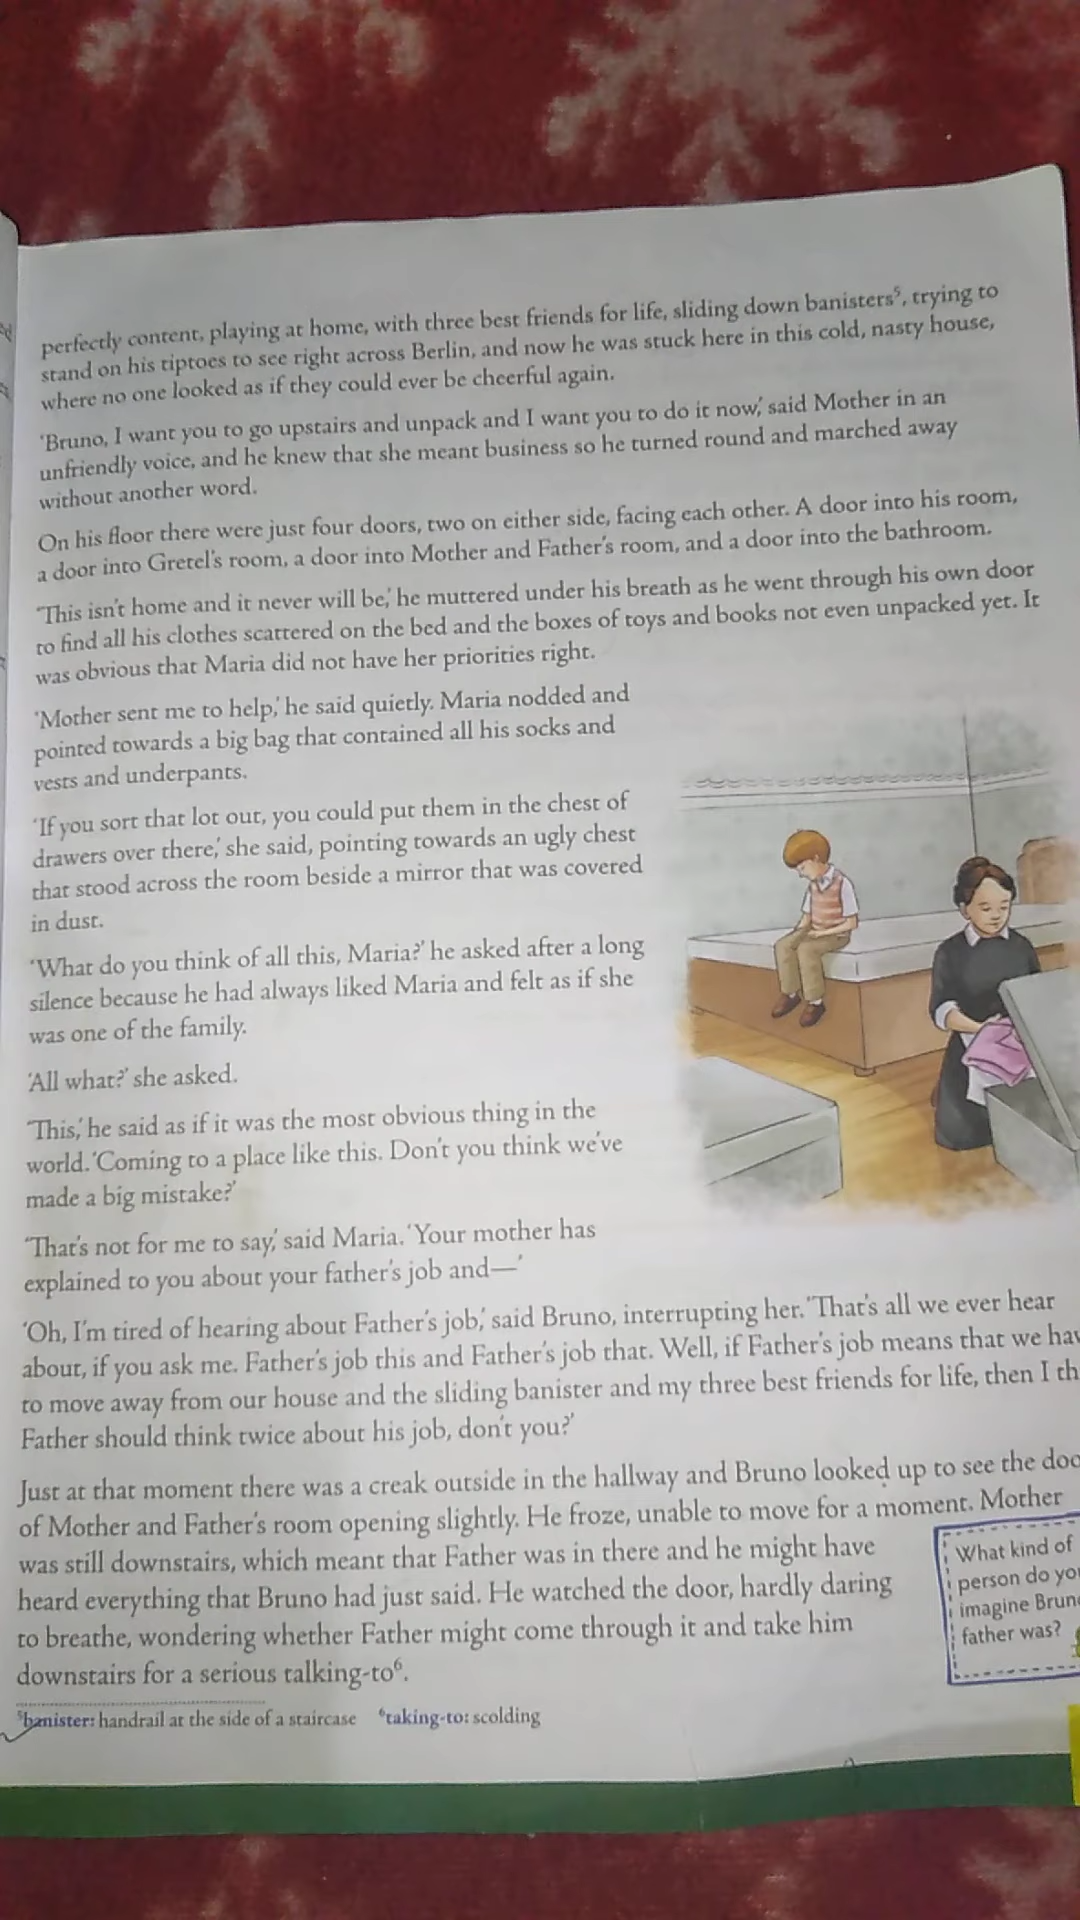 perfectly content, playing at home, with three best friends for life, sliding down banisters⁵, trying to
stand on his tiptoes to see right across Berlin, and now he was stuck here in this cold, nasty house,
where no one looked as if they could ever be cheerful again.
‘Bruno, I want you to go upstairs and unpack and I want you to do it now,’ said Mother in an
unfriendly voice, and he knew that she meant business so he turned round and marched away
without another word.
On his floor there were just four doors, two on either side, facing each other. A door into his room,
a door into Gretel’s room, a door into Mother and Father’s room, and a door into the bathroom.
‘This isn’t home and it never will be,’ he muttered under his breath as he went through his own door
to find all his clothes scattered on the bed and the boxes of toys and books not even unpacked yet. It
was obvious that Maria did not have her priorities right.
‘Mother sent me to help,’ he said quietly. Maria nodded and
pointed towards a big bag that contained all his socks and
vests and underpants.
‘If you sort that lot out, you could put them in the chest of
drawers over there,’ she said, pointing towards an ugly chest
that stood across the room beside a mirror that was covered
in dust.
‘What do you think of all this, Maria?’ he asked after a long
silence because he had always liked Maria and felt as if she
was one of the family.
‘All what?’ she asked.
‘This,’ he said as if it was the most obvious thing in the
world. ‘Coming to a place like this. Don’t you think we’ve
made a big mistake?’
‘That’s not for me to say,’ said Maria. ‘Your mother has
explained to you about your father’s job and—’
‘Oh, I’m tired of hearing about Father’s job,’ said Bruno, interrupting her. ‘That’s all we ever hear
about, if you ask me. Father’s job this and Father’s job that. Well, if Father’s job means that we
to move away from our house and the sliding banister and my three best friends for life, then I
Father should think twice about his job, don’t you?’
Just at that moment there was a creak outside in the hallway and Bruno looked up to see the
of Mother and Father’s room opening slightly. He froze, unable to move for a moment. Mother
was still downstairs, which meant that Father was in there and he might have
heard everything that Bruno had just said. He watched the door, hardly daring
to breathe, wondering whether Father might come through it and take him
downstairs for a serious talking-to⁶.
What kind of
person do
imagine
father was?
⁵banister: handrail at the side of a staircase ⁶taking-to: scolding